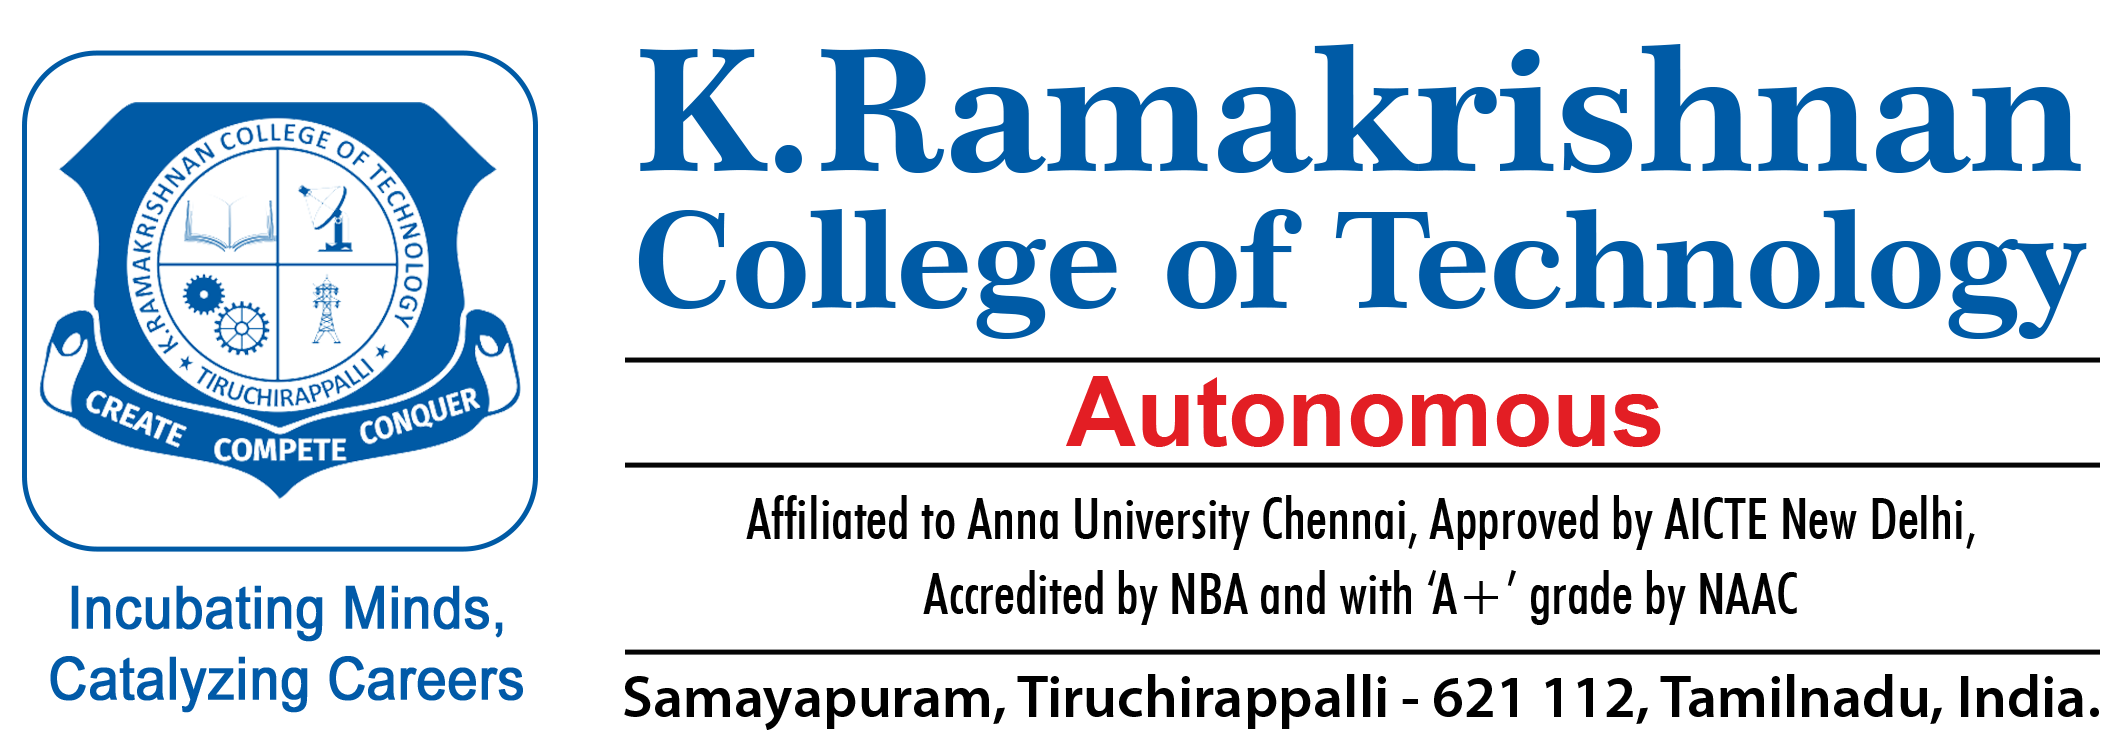 K.RAMAKRISHNAN COLLEGE OF TECHNOLOGY
★ TIRUCHIRAPPALLI ★
CREATE COMPETE CONQUER
Incubating Minds,
Catalyzing Careers
K.Ramakrishnan
College of Technology
Autonomous
Affiliated to Anna University Chennai, Approved by AICTE New Delhi,
Accredited by NBA and with ‘A+’ grade by NAAC
Samayapuram, Tiruchirappalli - 621 112, Tamilnadu, India.